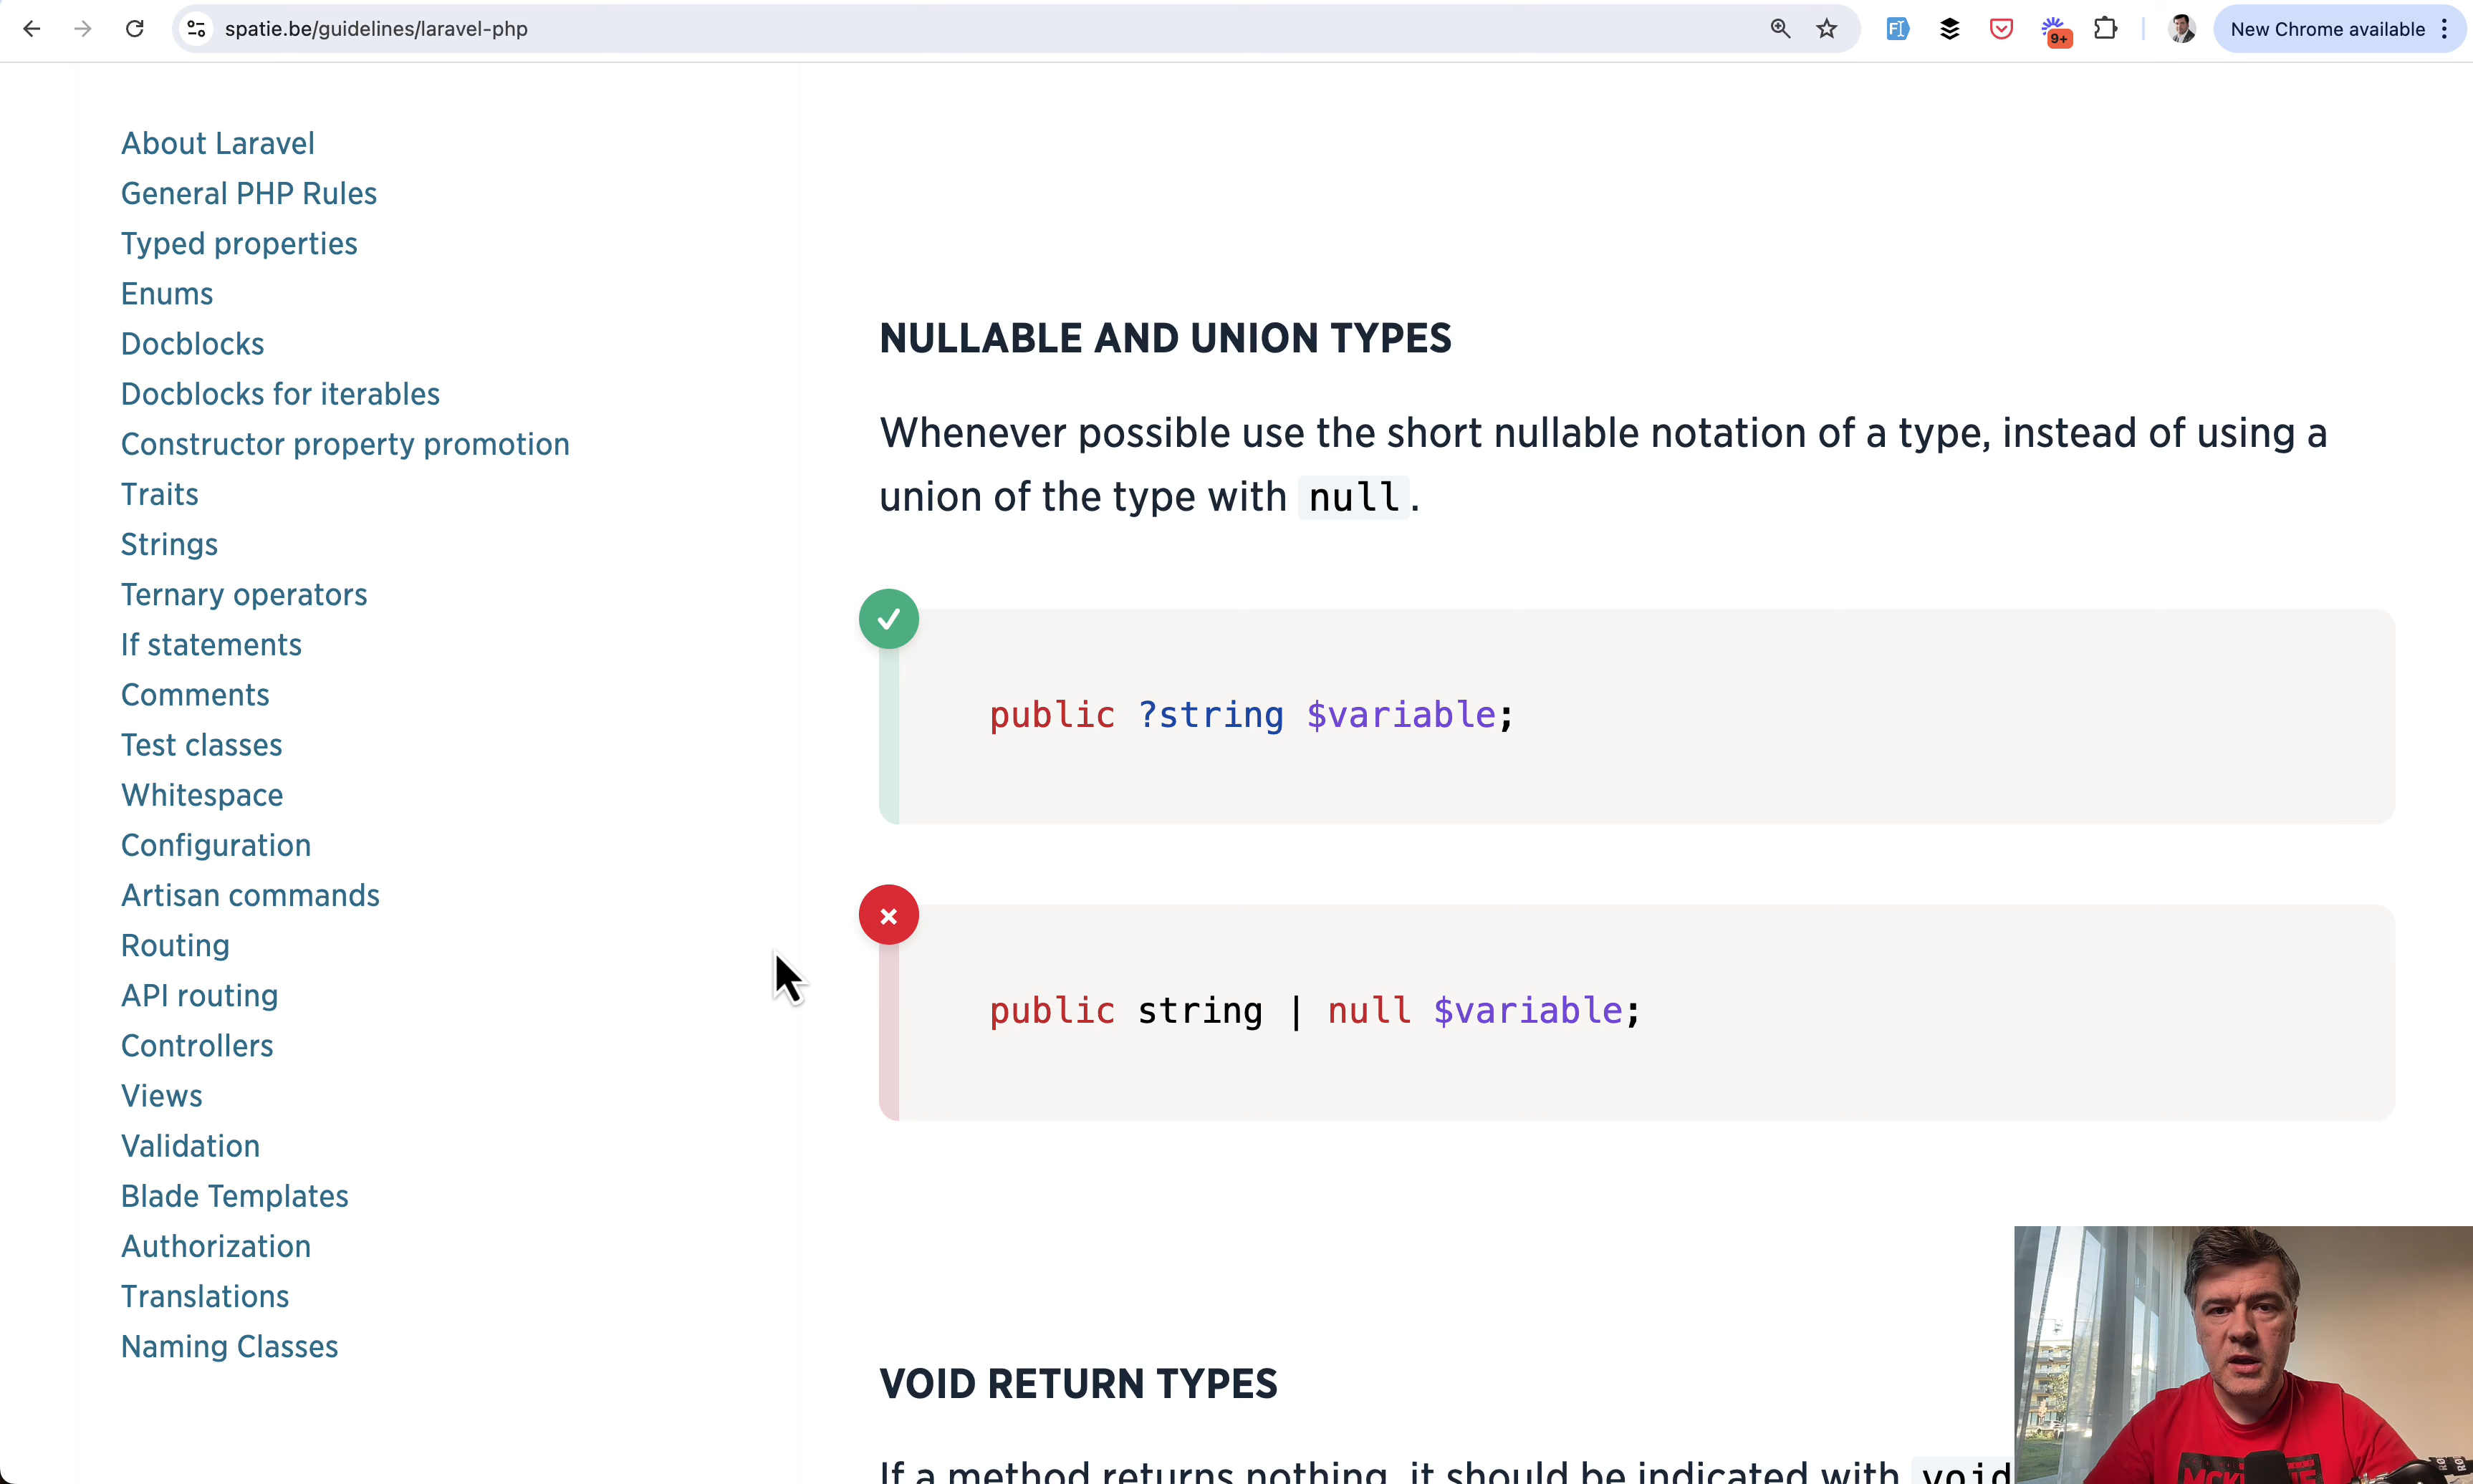 spatie.be/guidelines/laravel-php
9+
New Chrome available
About Laravel
General PHP Rules
Typed properties
Enums
Docblocks
Docblocks for iterables
Constructor property promotion
Traits
Strings
Ternary operators
If statements
Comments
Test classes
Whitespace
Configuration
Artisan commands
Routing
API routing
Controllers
Views
Validation
Blade Templates
Authorization
Translations
Naming Classes
NULLABLE AND UNION TYPES
Whenever possible use the short nullable notation of a type, instead of using a
union of the type with null.
public ?string $variable;
public string | null $variable;
VOID RETURN TYPES
If a method returns nothing, it should be indicated with void